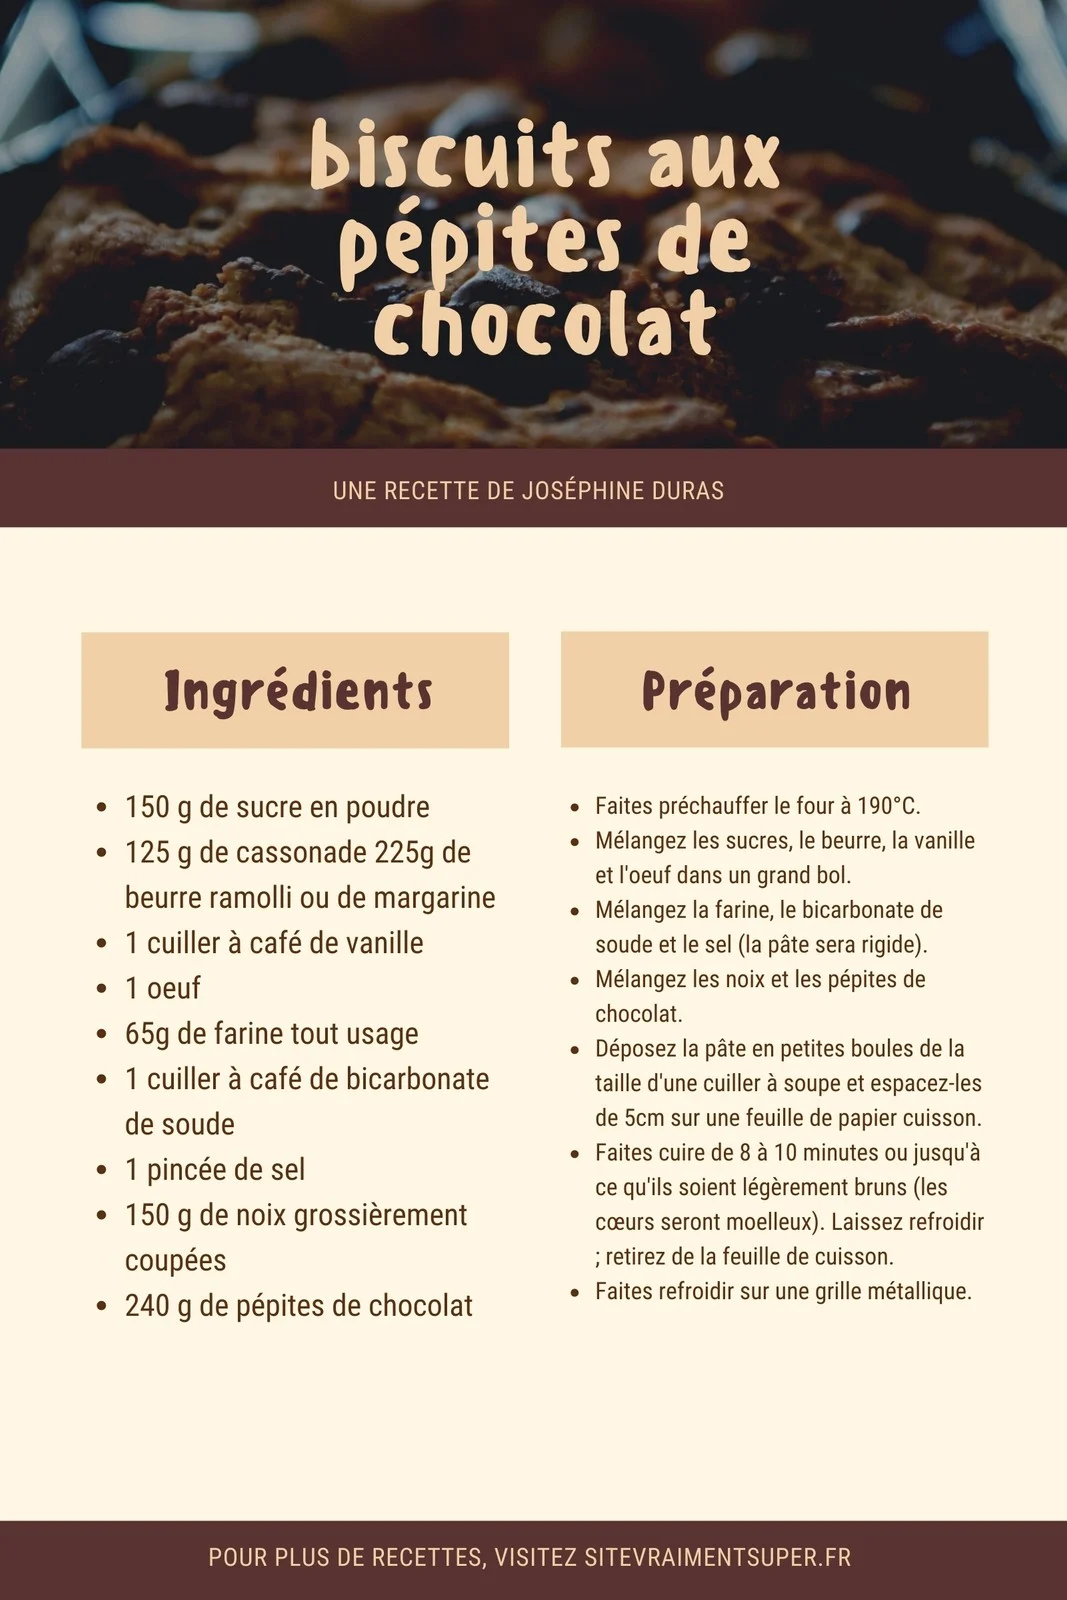 biscuits aux
pépites de
chocolat
UNE RECETTE DE JOSÉPHINE DURAS
Ingrédients
• 150 g de sucre en poudre
• 125 g de cassonade 225g de
beurre ramolli ou de margarine
• 1 cuiller à café de vanille
• 1 oeuf
• 65g de farine tout usage
• 1 cuiller à café de bicarbonate
de soude
• 1 pincée de sel
• 150 g de noix grossièrement
coupées
• 240 g de pépites de chocolat
Préparation
• Faites préchauffer le four à 190°C.
• Mélangez les sucres, le beurre, la vanille
et l'oeuf dans un grand bol.
• Mélangez la farine, le bicarbonate de
soude et le sel (la pâte sera rigide).
• Mélangez les noix et les pépites de
chocolat.
• Déposez la pâte en petites boules de la
taille d'une cuiller à soupe et espacez-les
de 5cm sur une feuille de papier cuisson.
• Faites cuire de 8 à 10 minutes ou jusqu'à
ce qu'ils soient légèrement bruns (les
cœurs seront moelleux). Laissez refroidir
; retirez de la feuille de cuisson.
• Faites refroidir sur une grille métallique.
POUR PLUS DE RECETTES, VISITEZ SITEVRAIMENTSUPER.FR